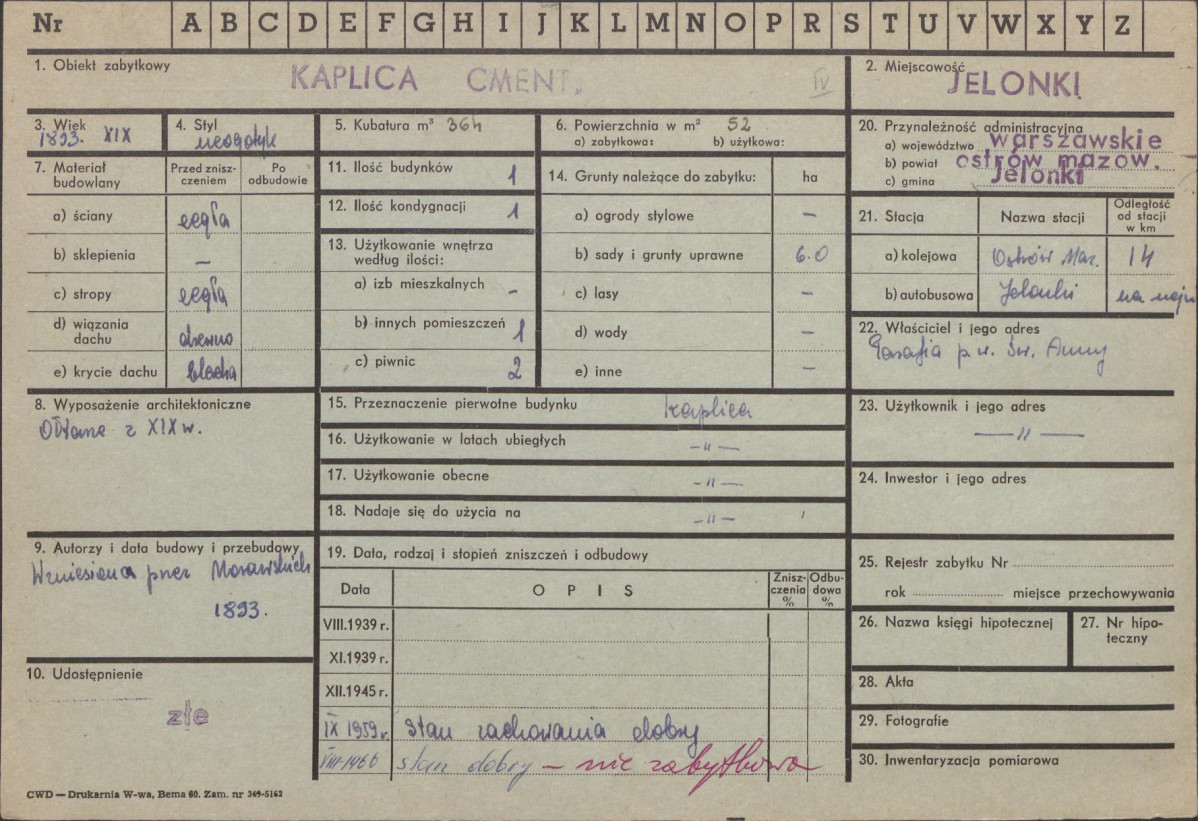 Nr A B C D E F G H I J K L M N O P R S T U V W X Y Z
1. Obiekt zabytkowy
KAPLICA CMENT.
IV
2. Miejscowość
JELONKI
3. Wiek
1893. XIX
4. Styl
neogotyk
5. Kubatura m³ 364
6. Powierzchnia w m² 52
a) zabytkowa: b) użytkowa:
20. Przynależność administracyjna
a) województwo warszawskie
b) powiat ostrów mazow.
c) gmina Jelonki
7. Materiał budowlany
Przed zniszczeniem
Po odbudowie
a) ściany cegła
b) sklepienia —
c) stropy cegła
d) wiązania dachu drewno
e) krycie dachu blacha
11. Ilość budynków 1
12. Ilość kondygnacji 1
13. Użytkowanie wnętrza
według ilości:
a) izb mieszkalnych -
b) innych pomieszczeń 1
c) piwnic 2
14. Grunty należące do zabytku: ha
a) ogrody stylowe —
b) sady i grunty uprawne 6.0
c) lasy —
d) wody —
e) inne —
21. Stacja
Nazwa stacji
Odległość od stacji w km
a) kolejowa Ostrów Maz. 14
b) autobusowa Jelonki na miejs
22. Właściciel i jego adres
Parafia p. w. Św. Anny
8. Wyposażenie architektoniczne
Ołtarze z XIX w.
15. Przeznaczenie pierwotne budynku kaplica
16. Użytkowanie w latach ubiegłych —"—
17. Użytkowanie obecne —"—
18. Nadaje się do użycia na —"—
23. Użytkownik i jego adres
—"—
24. Inwestor i jego adres
9. Autorzy i data budowy i przebudowy
Wzniesiona przez Morawskich
1893.
19. Data, rodzaj i stopień zniszczeń i odbudowy
Data
OPIS
Zniszczenia %
Odbudowa %
VIII.1939 r.
XI.1939 r.
XII.1945 r.
IX 1959 r. Stan zachowania dobry
VIII-1966 stan dobry – nie zabytkowa
25. Rejestr zabytku Nr
rok miejsce przechowywania
26. Nazwa księgi hipotecznej
27. Nr hipoteczny
10. Udostępnienie
złe
28. Akta
29. Fotografie
30. Inwentaryzacja pomiarowa
CWD — Drukarnia W-wa, Bema 60. Zam. nr 349-5162